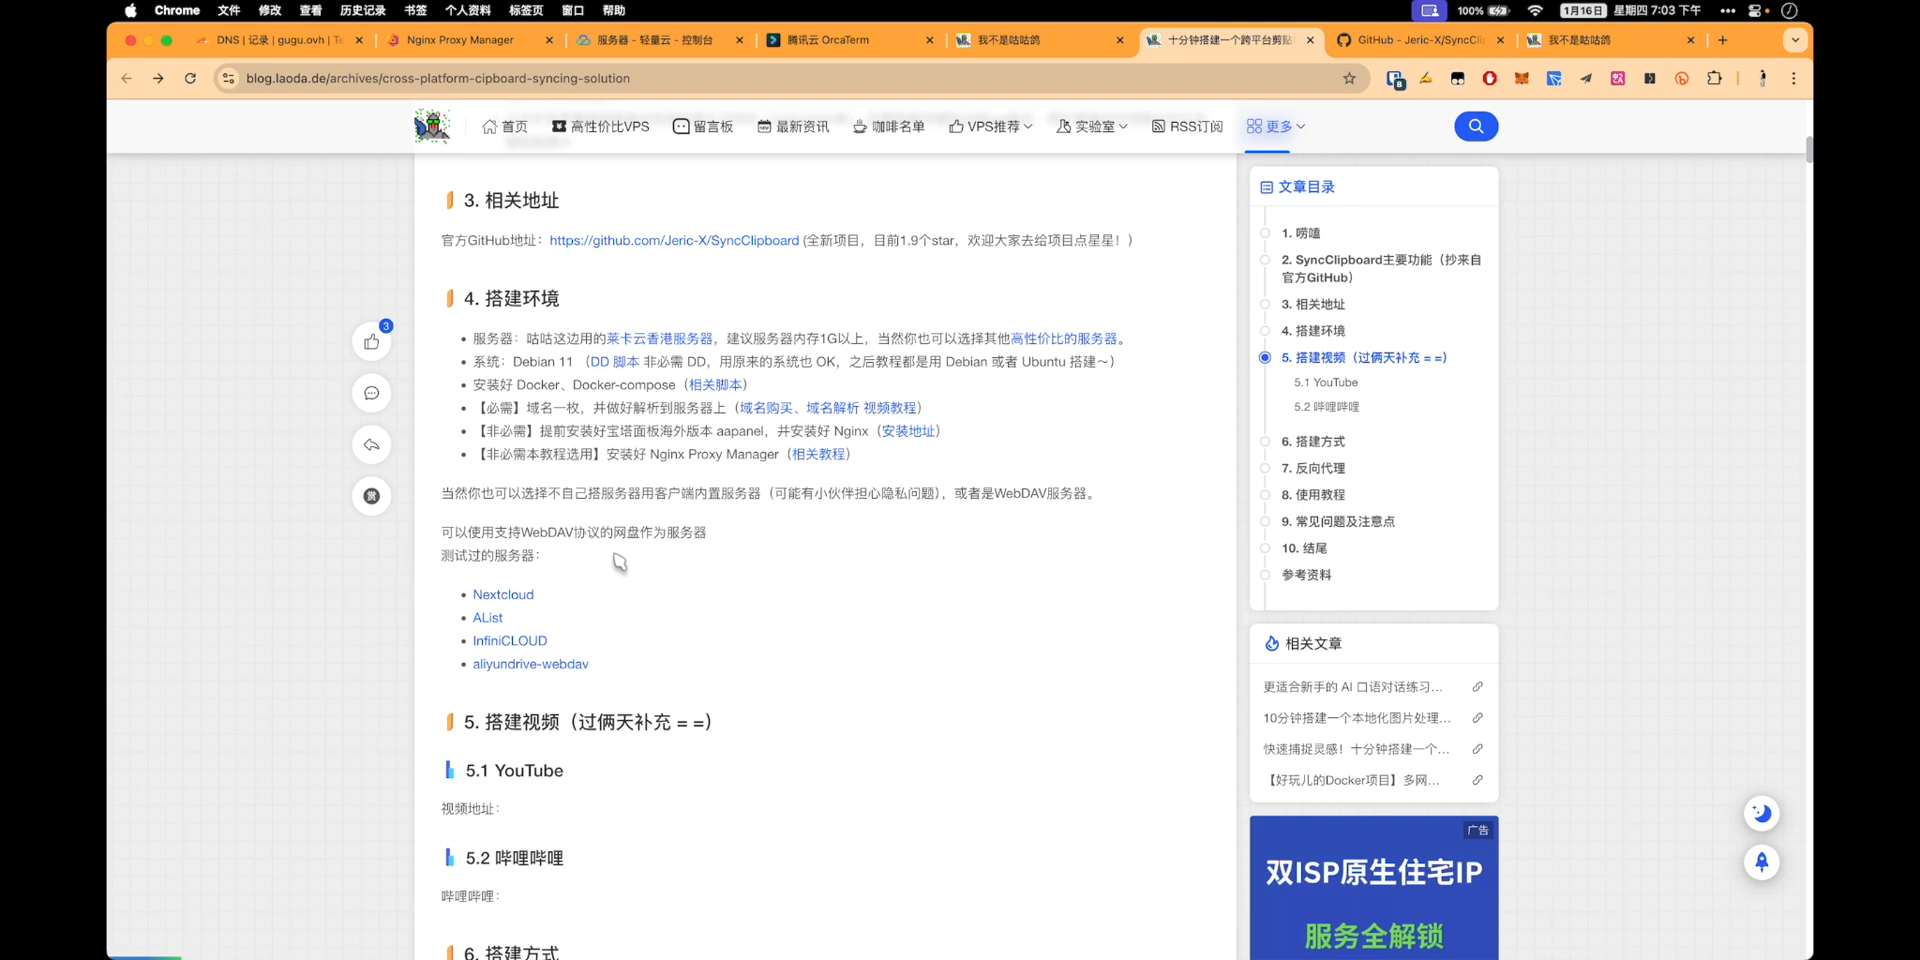 Chrome 文件 修改 查看 历史记录 书签 个人资料 标签页 窗口 帮助 100% 1月16日 星期四 7:03 下午
DNS | 记录 | gugu.ovh | Te Nginx Proxy Manager 服务器 - 轻量云 - 控制台 腾讯云 OrcaTerm 我不是咕咕鸽 十分钟搭建一个跨平台剪贴 GitHub - Jeric-X/SyncCli 我不是咕咕鸽
blog.laoda.de/archives/cross-platform-cipboard-syncing-solution
首页 高性价比VPS 留言板 最新资讯 咖啡名单 VPS推荐 实验室 RSS订阅 更多
3. 相关地址
官方GitHub地址：https://github.com/Jeric-X/SyncClipboard (全新项目，目前1.9个star，欢迎大家去给项目点星星！)
4. 搭建环境
服务器：咕咕这边用的莱卡云香港服务器，建议服务器内存1G以上，当然你也可以选择其他高性价比的服务器。
系统：Debian 11 （DD 脚本 非必需 DD，用原来的系统也 OK，之后教程都是用 Debian 或者 Ubuntu 搭建～）
安装好 Docker、Docker-compose（相关脚本）
【必需】域名一枚，并做好解析到服务器上（域名购买、域名解析 视频教程）
【非必需】提前安装好宝塔面板海外版本 aapanel，并安装好 Nginx（安装地址）
【非必需本教程选用】安装好 Nginx Proxy Manager（相关教程）
当然你也可以选择不自己搭服务器用客户端内置服务器（可能有小伙伴担心隐私问题），或者是WebDAV服务器。
可以使用支持WebDAV协议的网盘作为服务器
测试过的服务器：
Nextcloud
AList
InfiniCLOUD
aliyundrive-webdav
5. 搭建视频（过俩天补充 = =）
5.1 YouTube
视频地址：
5.2 哔哩哔哩
哔哩哔哩：
6. 搭建方式
3
赏
文章目录
1. 唠嗑
2. SyncClipboard主要功能（抄来自
官方GitHub）
3. 相关地址
4. 搭建环境
5. 搭建视频（过俩天补充 = =）
5.1 YouTube
5.2 哔哩哔哩
6. 搭建方式
7. 反向代理
8. 使用教程
9. 常见问题及注意点
10. 结尾
参考资料
相关文章
更适合新手的 AI 口语对话练习...
10分钟搭建一个本地化图片处理...
快速捕捉灵感！十分钟搭建一个...
【好玩儿的Docker项目】多网...
广告
双ISP原生住宅IP
服务全解锁